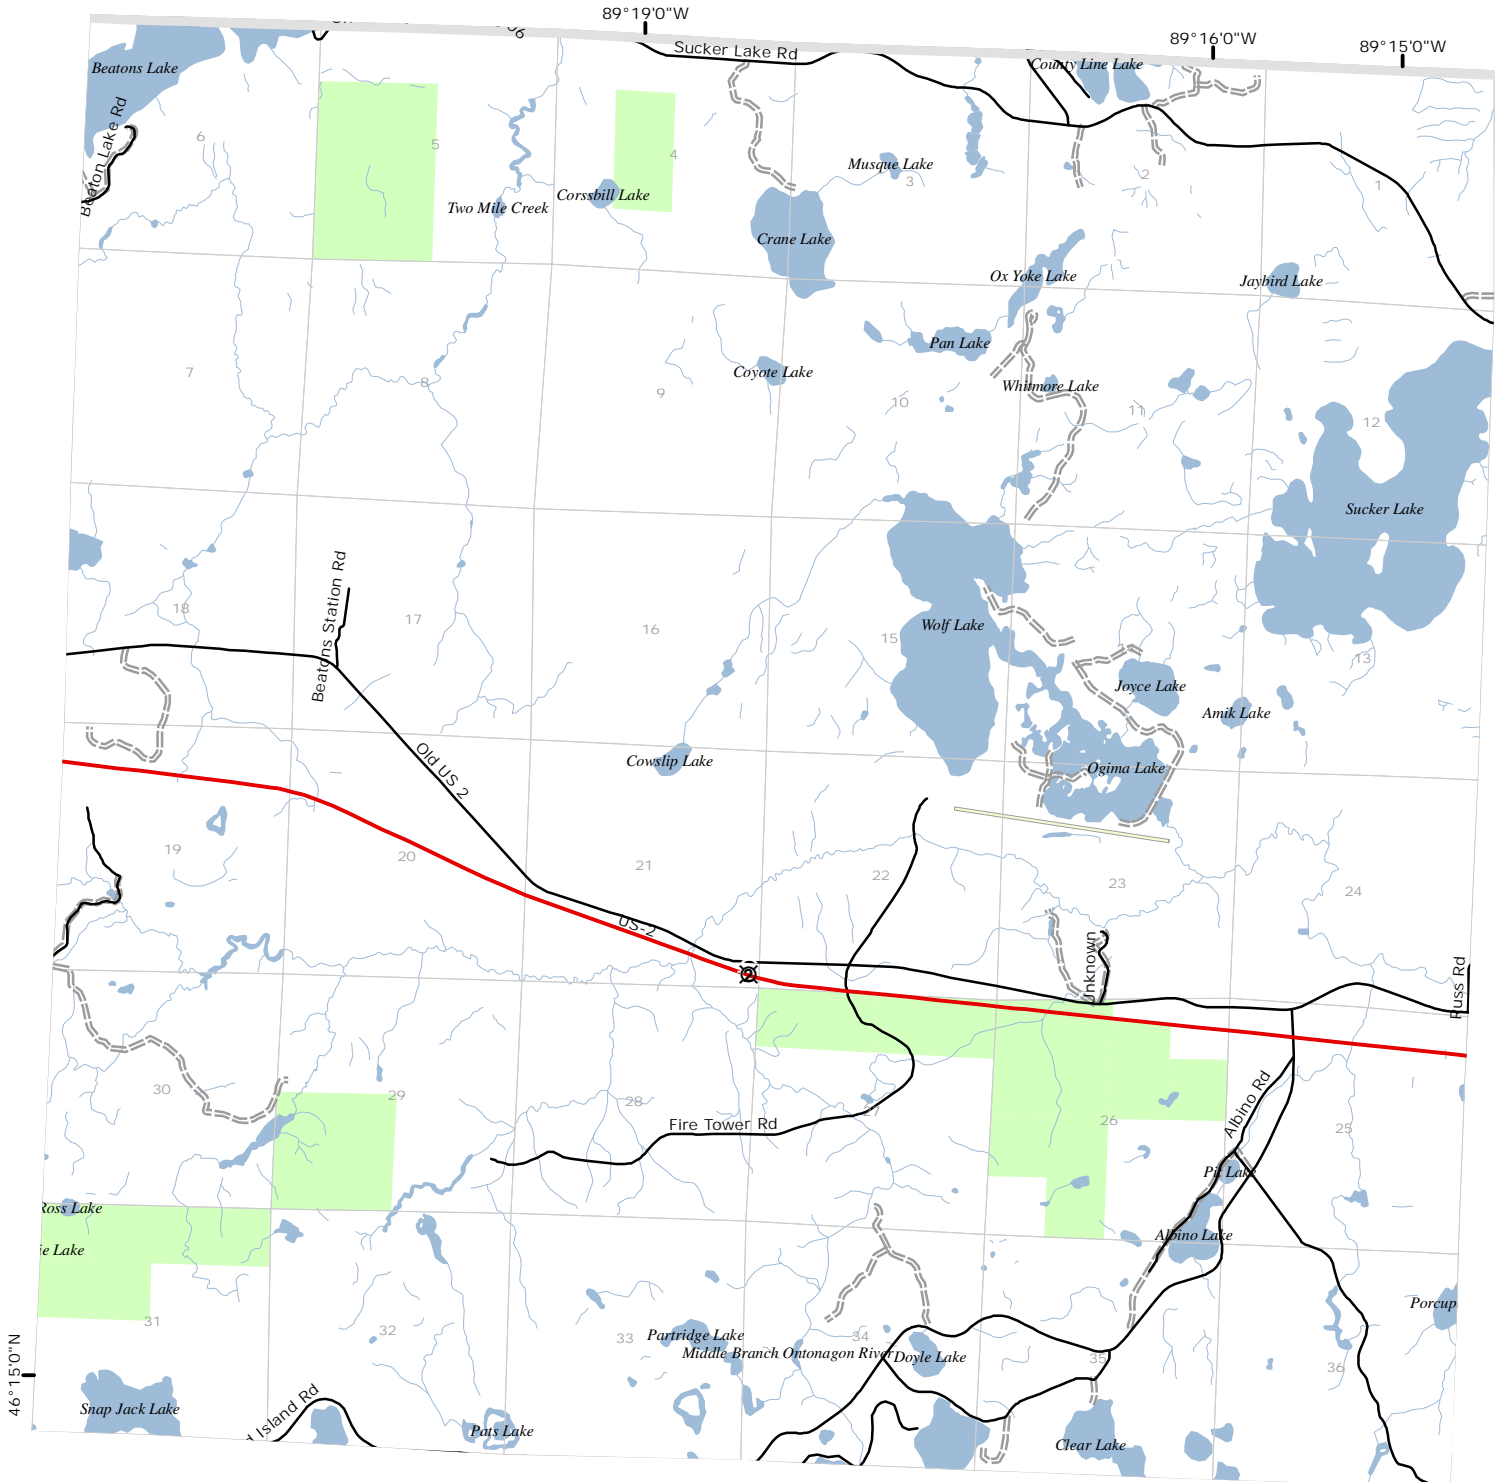 89°19'0"W
89°16'0"W
89°15'0"W
06
Sucker Lake Rd
Beatons Lake
County Line Lake
Beaton Lake Rd
6
5
4
Musque Lake
3
2
1
Two Mile Creek
Corssbill Lake
Crane Lake
Ox Yoke Lake
Jaybird Lake
Pan Lake
7
8
9
Coyote Lake
10
Whitmore Lake
11
12
Sucker Lake
Beatons Station Rd
18
17
16
15
Wolf Lake
14
13
Joyce Lake
Amik Lake
Cowslip Lake
Ogima Lake
Old US 2
19
20
21
22
23
24
US-2
Unknown
Russ Rd
30
29
28
27
26
25
Fire Tower Rd
Albino Rd
Pit Lake
Ross Lake
ie Lake
Albino Lake
Porcup
31
32
33
34
35
36
Partridge Lake
Middle Branch Ontonagon River
Doyle Lake
46°15'0"N
Snap Jack Lake
Island Rd
Pats Lake
Clear Lake